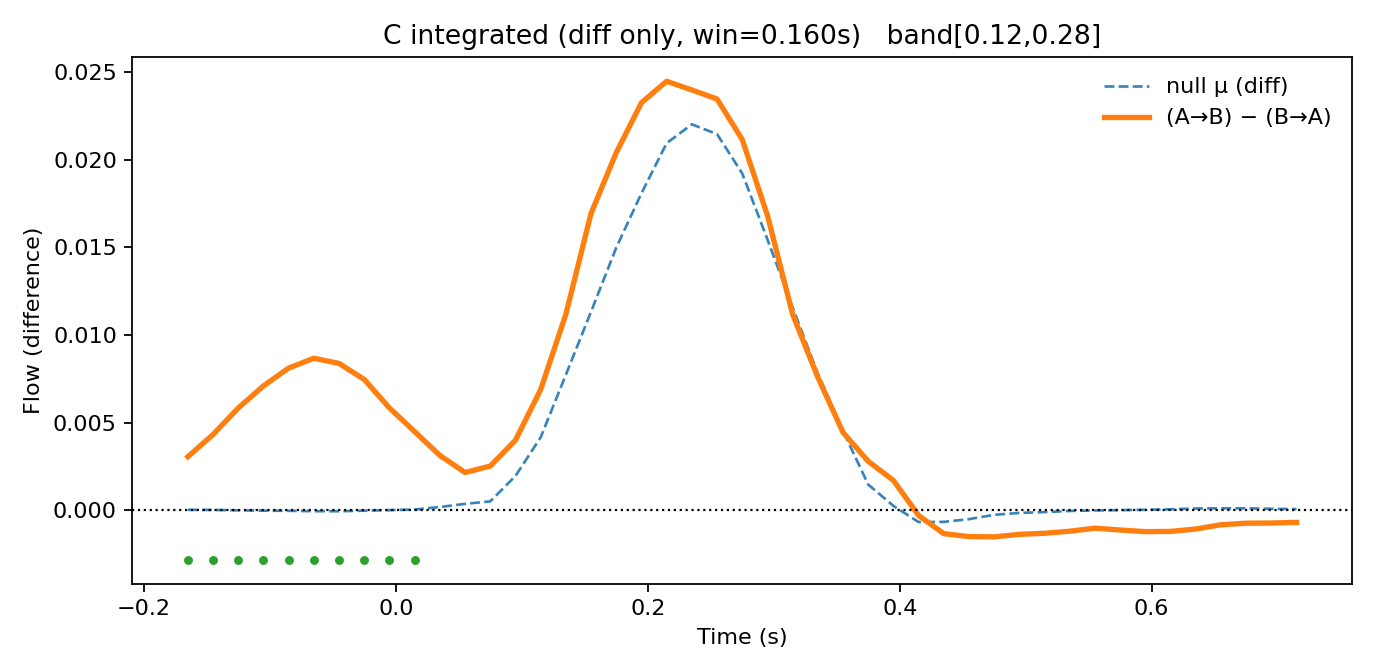 C integrated (diff only, win=0.160s)   band[0.12,0.28]
null μ (diff)
(A→B) − (B→A)
Flow (difference)
0.025
0.020
0.015
0.010
0.005
0.000
−0.2
0.0
0.2
0.4
0.6
Time (s)